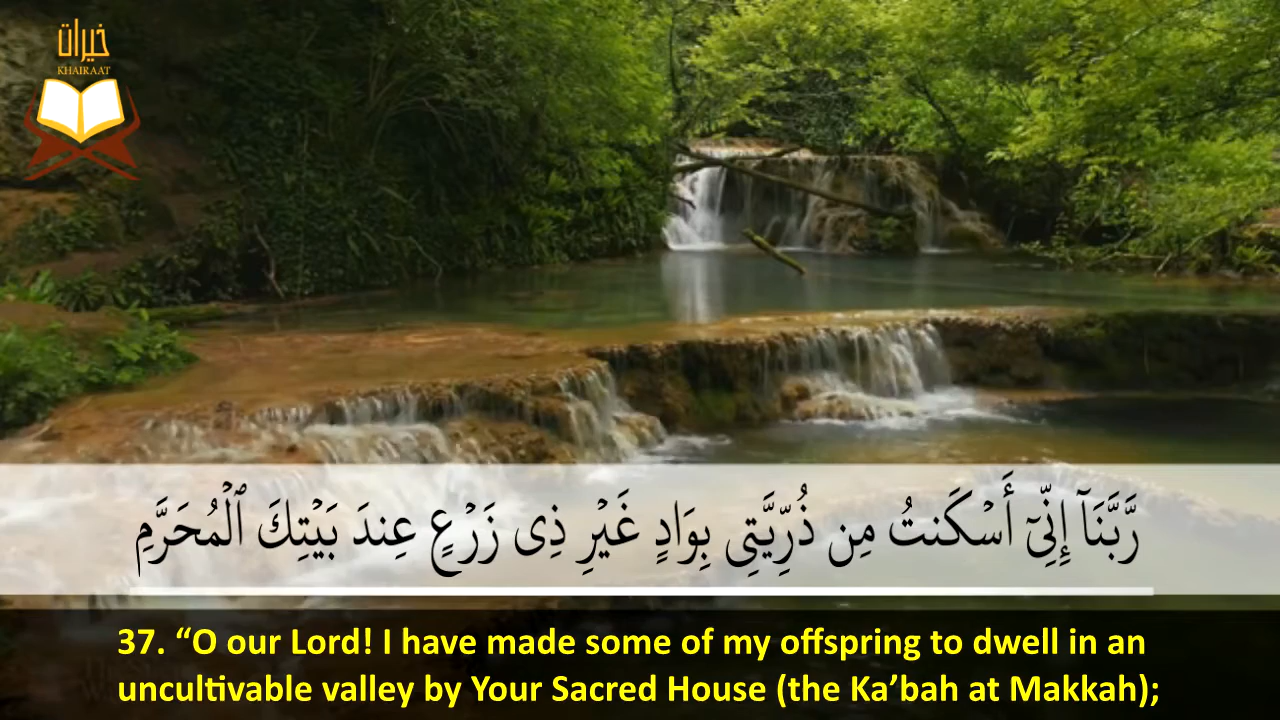 خيرات
KHAIRAAT
رَّبَّنَآ إِنِّىٓ أَسْكَنتُ مِن ذُرِّيَّتِى بِوَادٍ غَيْرِ ذِى زَرْعٍ عِندَ بَيْتِكَ ٱلْمُحَرَّمِ
37. “O our Lord! I have made some of my offspring to dwell in an
uncultivable valley by Your Sacred House (the Ka’bah at Makkah);